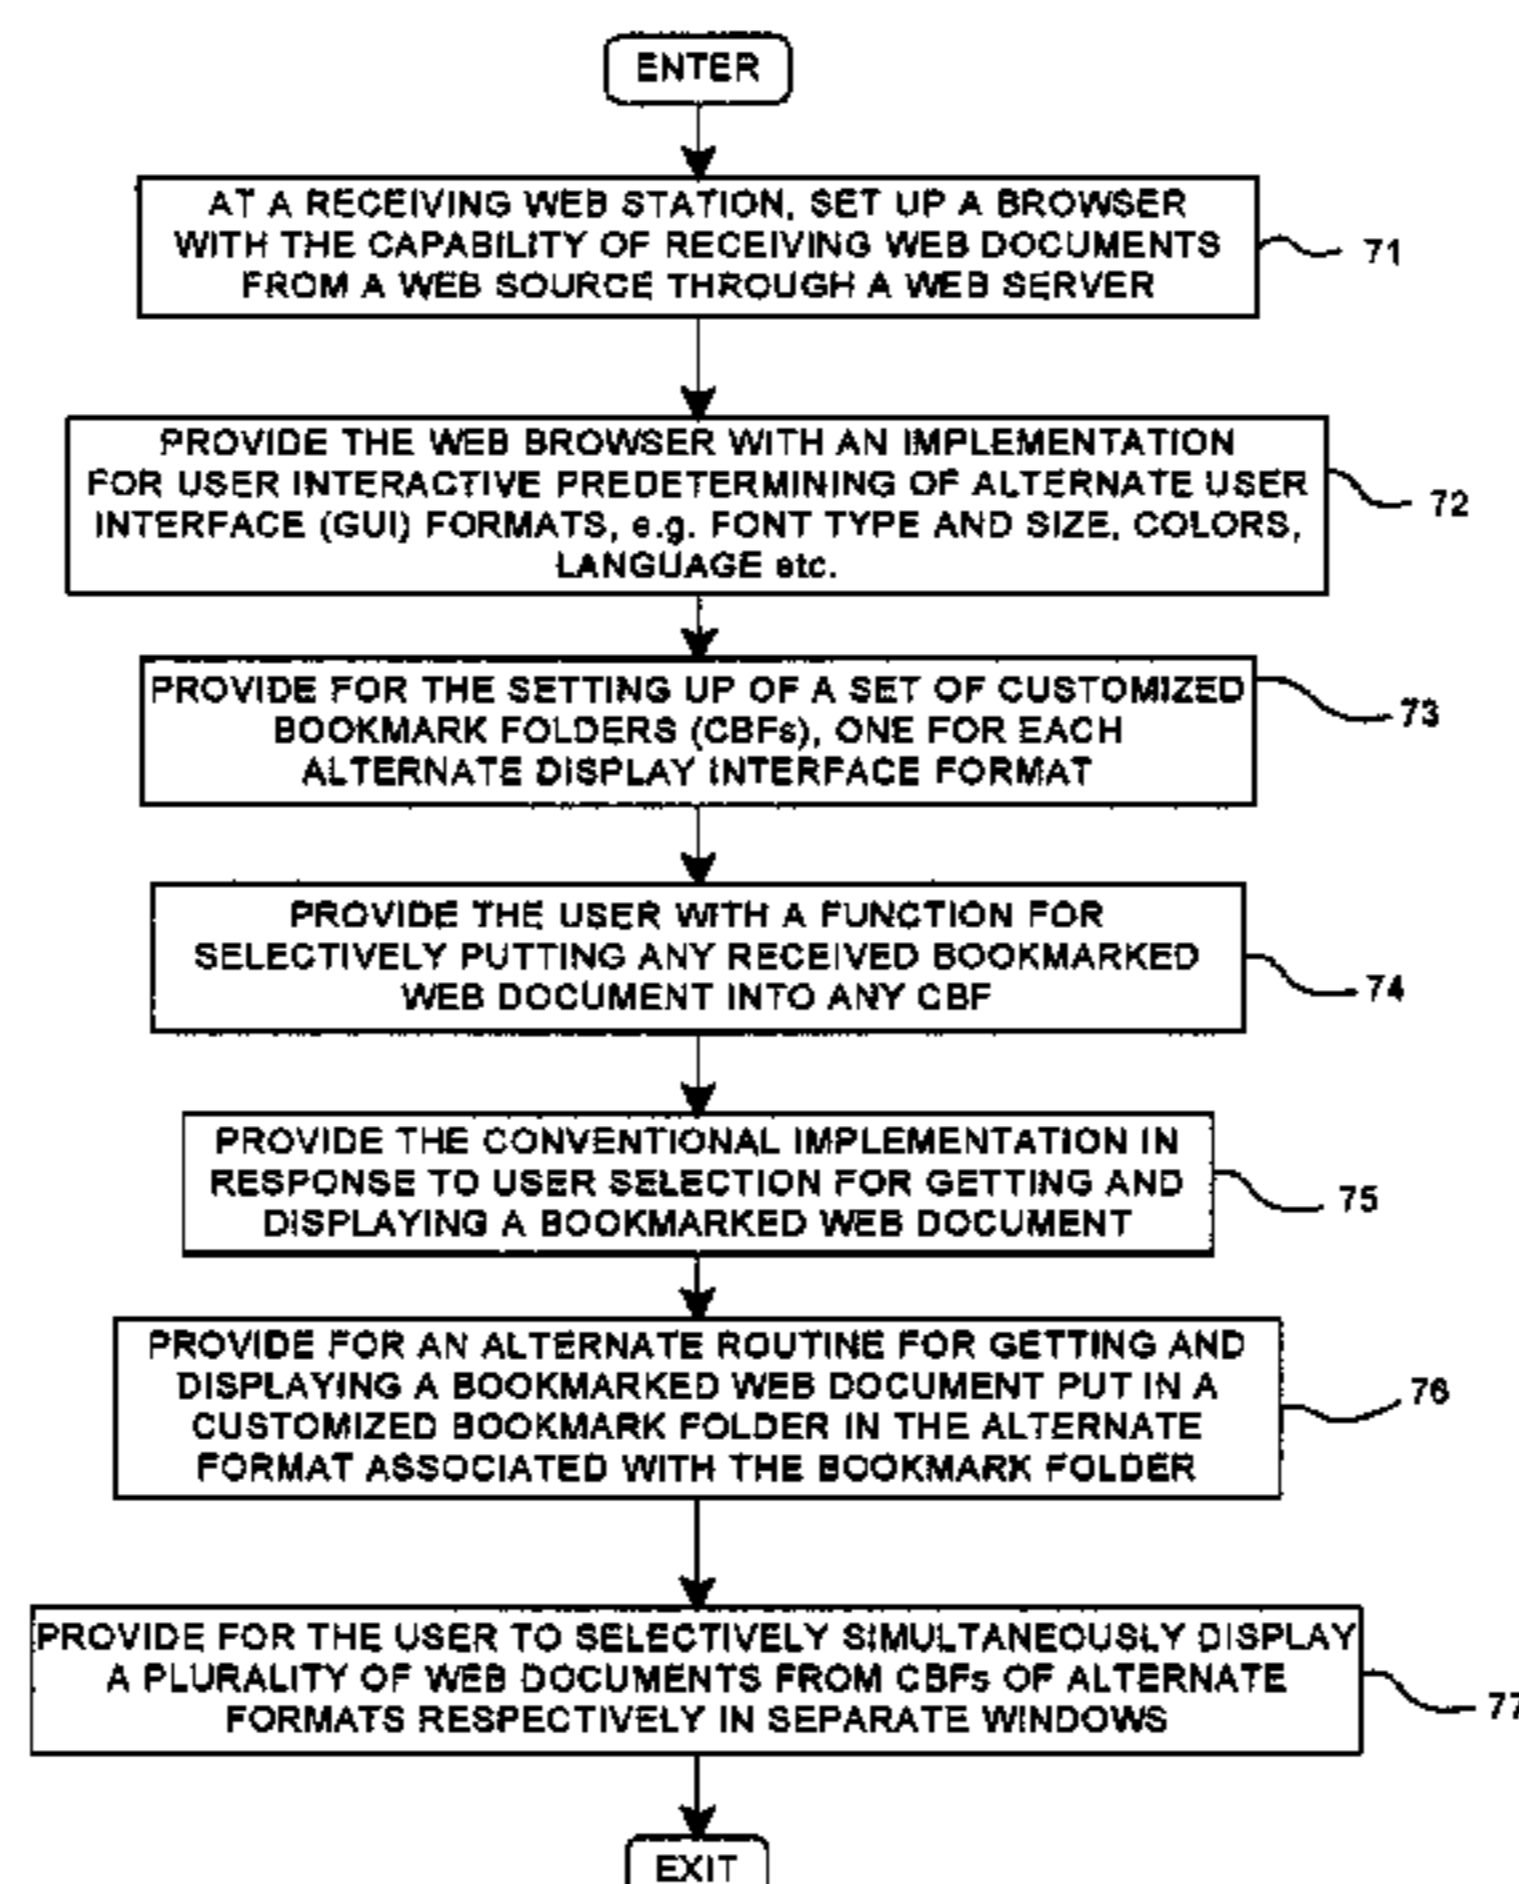 ENTER
AT A RECEIVING WEB STATION, SET UP A BROWSER
WITH THE CAPABILITY OF RECEIVING WEB DOCUMENTS
FROM A WEB SOURCE THROUGH A WEB SERVER
71
PROVIDE THE WEB BROWSER WITH AN IMPLEMENTATION
FOR USER INTERACTIVE PREDETERMINING OF ALTERNATE USER
INTERFACE (GUI) FORMATS, e.g. FONT TYPE AND SIZE, COLORS,
LANGUAGE etc.
72
PROVIDE FOR THE SETTING UP OF A SET OF CUSTOMIZED
BOOKMARK FOLDERS (CBFs), ONE FOR EACH
ALTERNATE DISPLAY INTERFACE FORMAT
73
PROVIDE THE USER WITH A FUNCTION FOR
SELECTIVELY PUTTING ANY RECEIVED BOOKMARKED
WEB DOCUMENT INTO ANY CBF
74
PROVIDE THE CONVENTIONAL IMPLEMENTATION IN
RESPONSE TO USER SELECTION FOR GETTING AND
DISPLAYING A BOOKMARKED WEB DOCUMENT
75
PROVIDE FOR AN ALTERNATE ROUTINE FOR GETTING AND
DISPLAYING A BOOKMARKED WEB DOCUMENT PUT IN A
CUSTOMIZED BOOKMARK FOLDER IN THE ALTERNATE
FORMAT ASSOCIATED WITH THE BOOKMARK FOLDER
76
PROVIDE FOR THE USER TO SELECTIVELY SIMULTANEOUSLY DISPLAY
A PLURALITY OF WEB DOCUMENTS FROM CBFs OF ALTERNATE
FORMATS RESPECTIVELY IN SEPARATE WINDOWS
77
EXIT